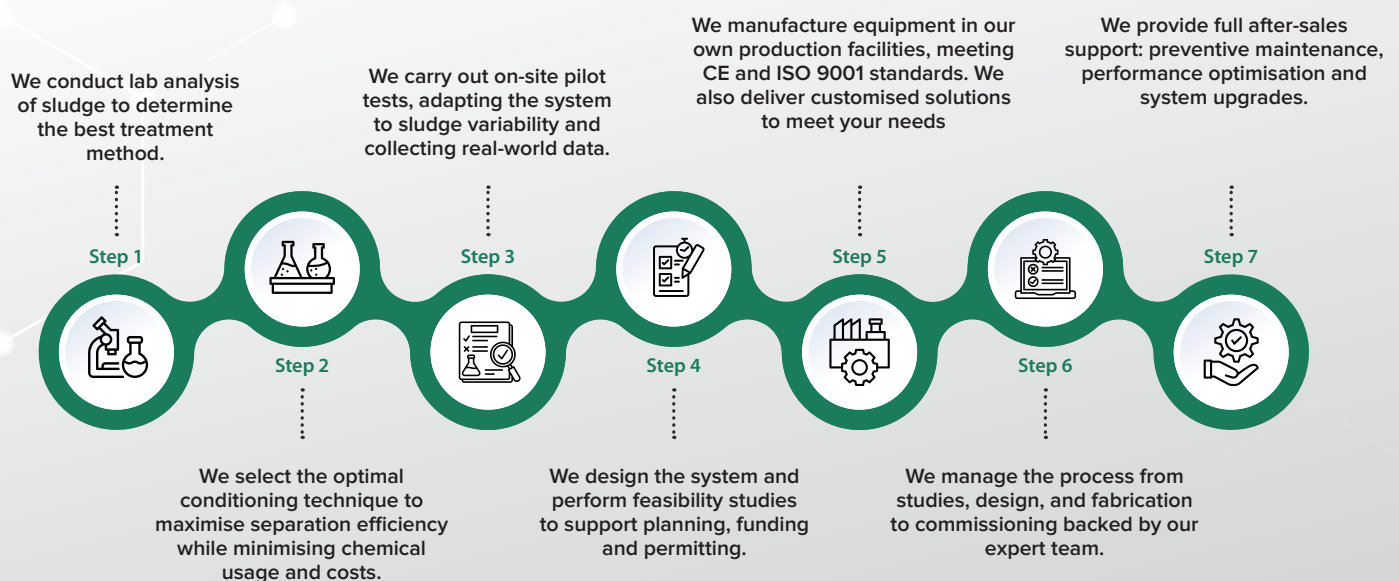 We conduct lab analysis
of sludge to determine
the best treatment
method.
Step 1
Step 2
We select the optimal
conditioning technique to
maximise separation efficiency
while minimising chemical
usage and costs.
We carry out on-site pilot
tests, adapting the system
to sludge variability and
collecting real-world data.
Step 3
Step 4
We design the system and
perform feasibility studies
to support planning, funding
and permitting.
We manufacture equipment in our
own production facilities, meeting
CE and ISO 9001 standards. We
also deliver customised solutions
to meet your needs
Step 5
Step 6
We manage the process from
studies, design, and fabrication
to commissioning backed by our
expert team.
We provide full after-sales
support: preventive maintenance,
performance optimisation and
system upgrades.
Step 7